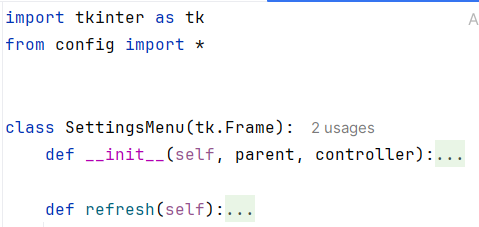 import tkinter as tk
A
from config import *
class SettingsMenu(tk.Frame): 2 usages
def __init__(self, parent, controller):...
def refresh(self):...